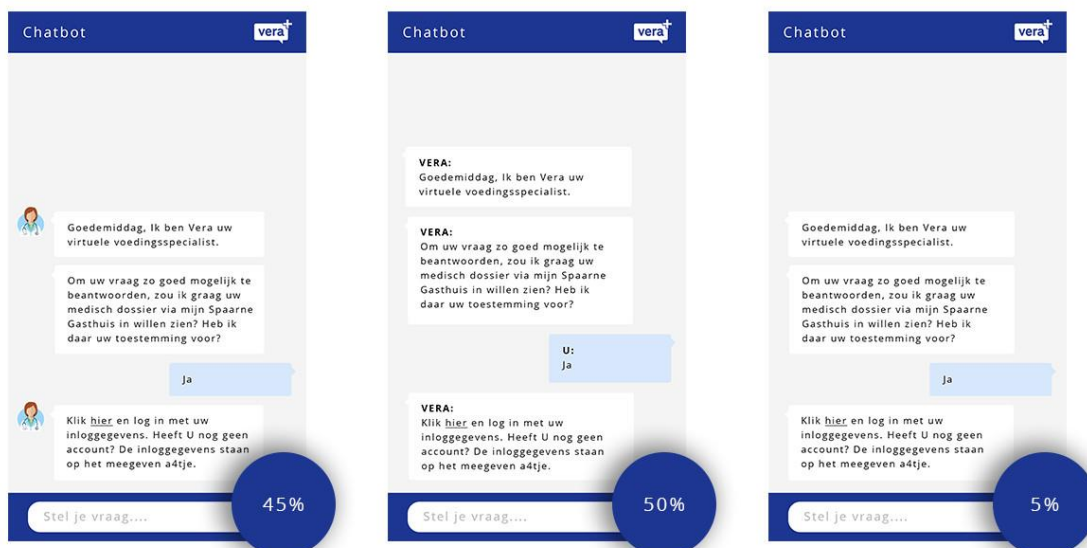 Chatbot
vera+
Goedemiddag, Ik ben Vera uw
virtuele voedingsspecialist.
Om uw vraag zo goed mogelijk te
beantwoorden, zou ik graag uw
medisch dossier via mijn Spaarne
Gasthuis in willen zien? Heb ik
daar uw toestemming voor?
Ja
Klik hier en log in met uw
inloggegevens. Heeft U nog geen
account? De inloggegevens staan
op het meegeven a4tje.
Stel je vraag....
45%
Chatbot
vera+
VERA:
Goedemiddag, Ik ben Vera uw
virtuele voedingsspecialist.
VERA:
Om uw vraag zo goed mogelijk te
beantwoorden, zou ik graag uw
medisch dossier via mijn Spaarne
Gasthuis in willen zien? Heb ik
daar uw toestemming voor?
U:
Ja
VERA:
Klik hier en log in met uw
inloggegevens. Heeft U nog geen
account? De inloggegevens staan
op het meegeven a4tje.
Stel je vraag....
50%
Chatbot
vera+
Goedemiddag, Ik ben Vera uw
virtuele voedingsspecialist.
Om uw vraag zo goed mogelijk te
beantwoorden, zou ik graag uw
medisch dossier via mijn Spaarne
Gasthuis in willen zien? Heb ik
daar uw toestemming voor?
Ja
Klik hier en log in met uw
inloggegevens. Heeft U nog geen
account? De inloggegevens staan
op het meegeven a4tje.
Stel je vraag....
5%